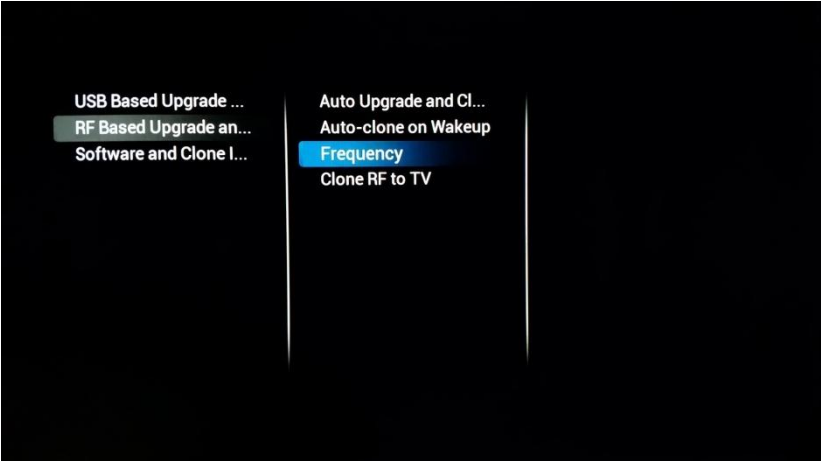 USB Based Upgrade ...
RF Based Upgrade an...
Software and Clone I...
Auto Upgrade and Cl...
Auto-clone on Wakeup
Frequency
Clone RF to TV